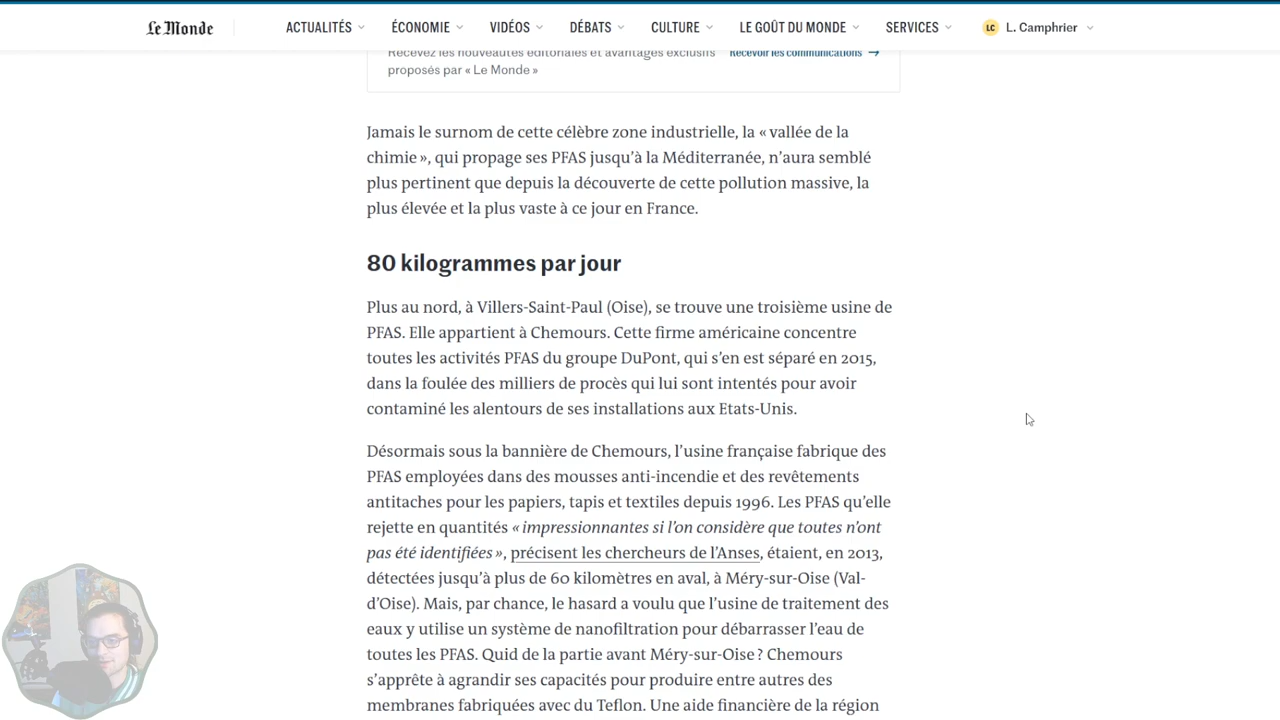 Le Monde
ACTUALITÉS ÉCONOMIE VIDÉOS DÉBATS CULTURE LE GOÛT DU MONDE SERVICES LC L. Camphrier
Recevez les nouveautés éditoriales et avantages exclusifs
proposés par « Le Monde »
Recevoir les communications →
Jamais le surnom de cette célèbre zone industrielle, la « vallée de la
chimie », qui propage ses PFAS jusqu’à la Méditerranée, n’aura semblé
plus pertinent que depuis la découverte de cette pollution massive, la
plus élevée et la plus vaste à ce jour en France.
80 kilogrammes par jour
Plus au nord, à Villers-Saint-Paul (Oise), se trouve une troisième usine de
PFAS. Elle appartient à Chemours. Cette firme américaine concentre
toutes les activités PFAS du groupe DuPont, qui s’en est séparé en 2015,
dans la foulée des milliers de procès qui lui sont intentés pour avoir
contaminé les alentours de ses installations aux Etats-Unis.
Désormais sous la bannière de Chemours, l’usine française fabrique des
PFAS employées dans des mousses anti-incendie et des revêtements
antitaches pour les papiers, tapis et textiles depuis 1996. Les PFAS qu’elle
rejette en quantités « impressionnantes si l’on considère que toutes n’ont
pas été identifiées », précisent les chercheurs de l’Anses, étaient, en 2013,
détectées jusqu’à plus de 60 kilomètres en aval, à Méry-sur-Oise (Val-
d’Oise). Mais, par chance, le hasard a voulu que l’usine de traitement des
eaux y utilise un système de nanofiltration pour débarrasser l’eau de
toutes les PFAS. Quid de la partie avant Méry-sur-Oise ? Chemours
s’apprête à agrandir ses capacités pour produire entre autres des
membranes fabriquées avec du Teflon. Une aide financière de la région